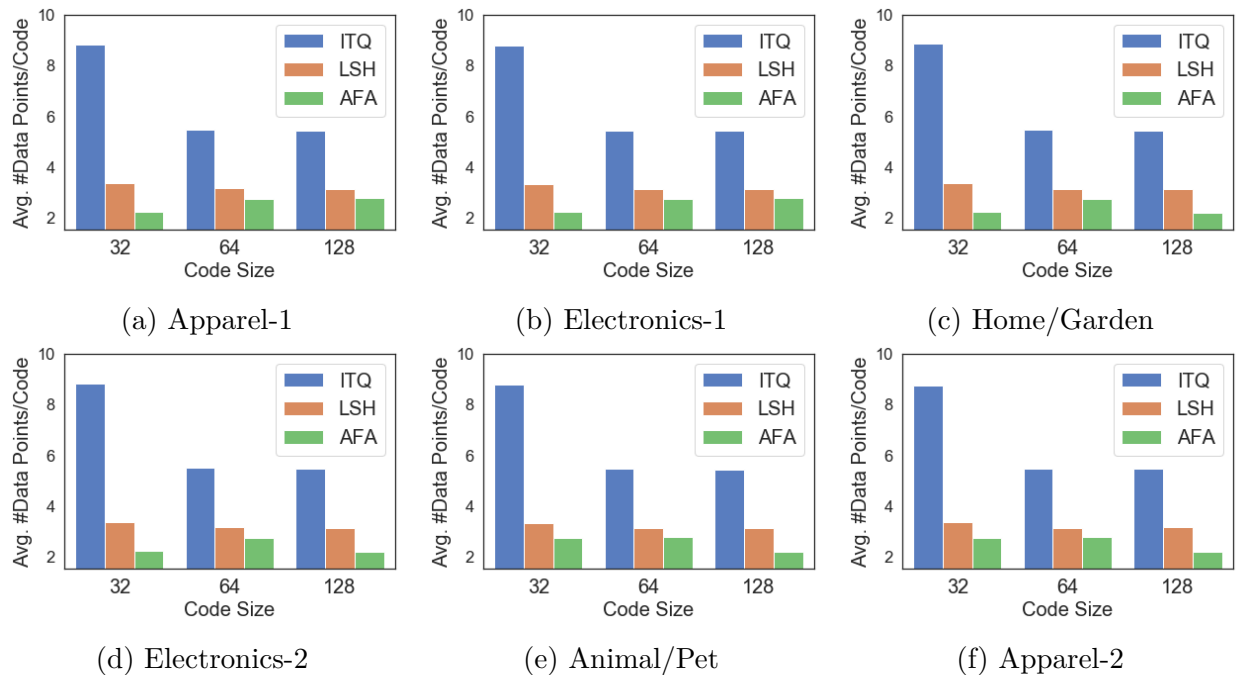 Avg. #Data Points/Code
10
8
6
4
2
ITQ
LSH
AFA
32 64 128
Code Size
(a) Apparel-1
Avg. #Data Points/Code
10
8
6
4
2
ITQ
LSH
AFA
32 64 128
Code Size
(b) Electronics-1
Avg. #Data Points/Code
10
8
6
4
2
ITQ
LSH
AFA
32 64 128
Code Size
(c) Home/Garden
Avg. #Data Points/Code
10
8
6
4
2
ITQ
LSH
AFA
32 64 128
Code Size
(d) Electronics-2
Avg. #Data Points/Code
10
8
6
4
2
ITQ
LSH
AFA
32 64 128
Code Size
(e) Animal/Pet
Avg. #Data Points/Code
10
8
6
4
2
ITQ
LSH
AFA
32 64 128
Code Size
(f) Apparel-2